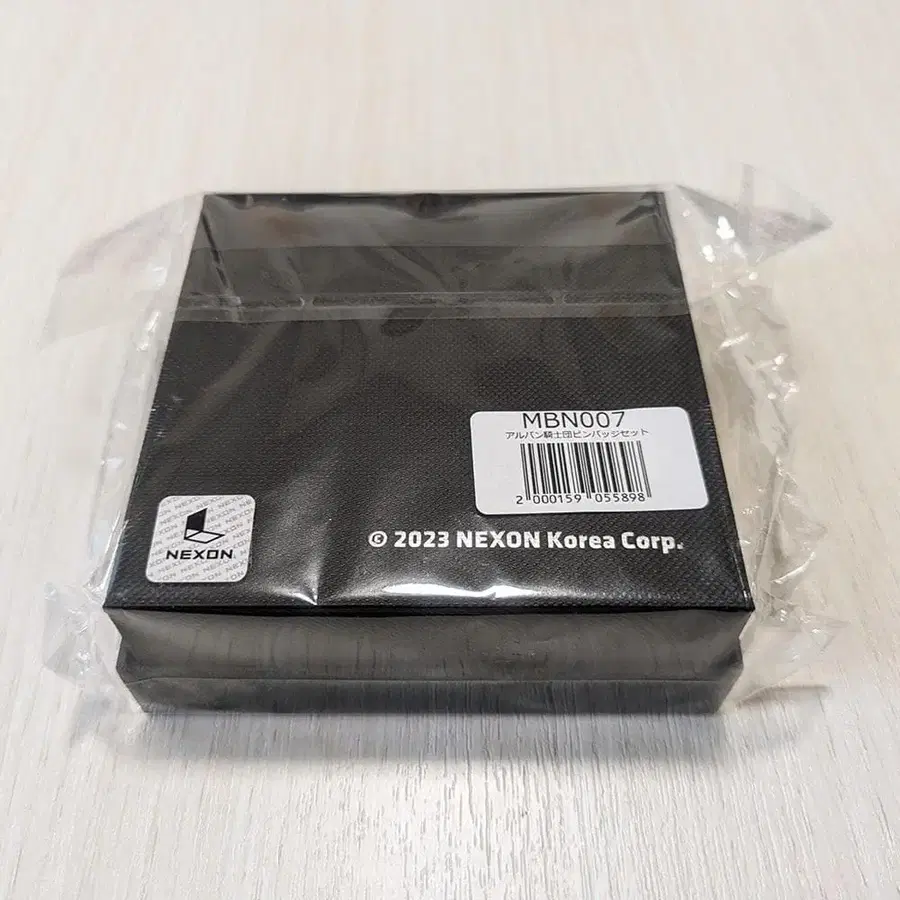 MBN007
アルバン騎士団ピンバッジセット
2 000159 055898
NEXON
© 2023 NEXON Korea Corp.